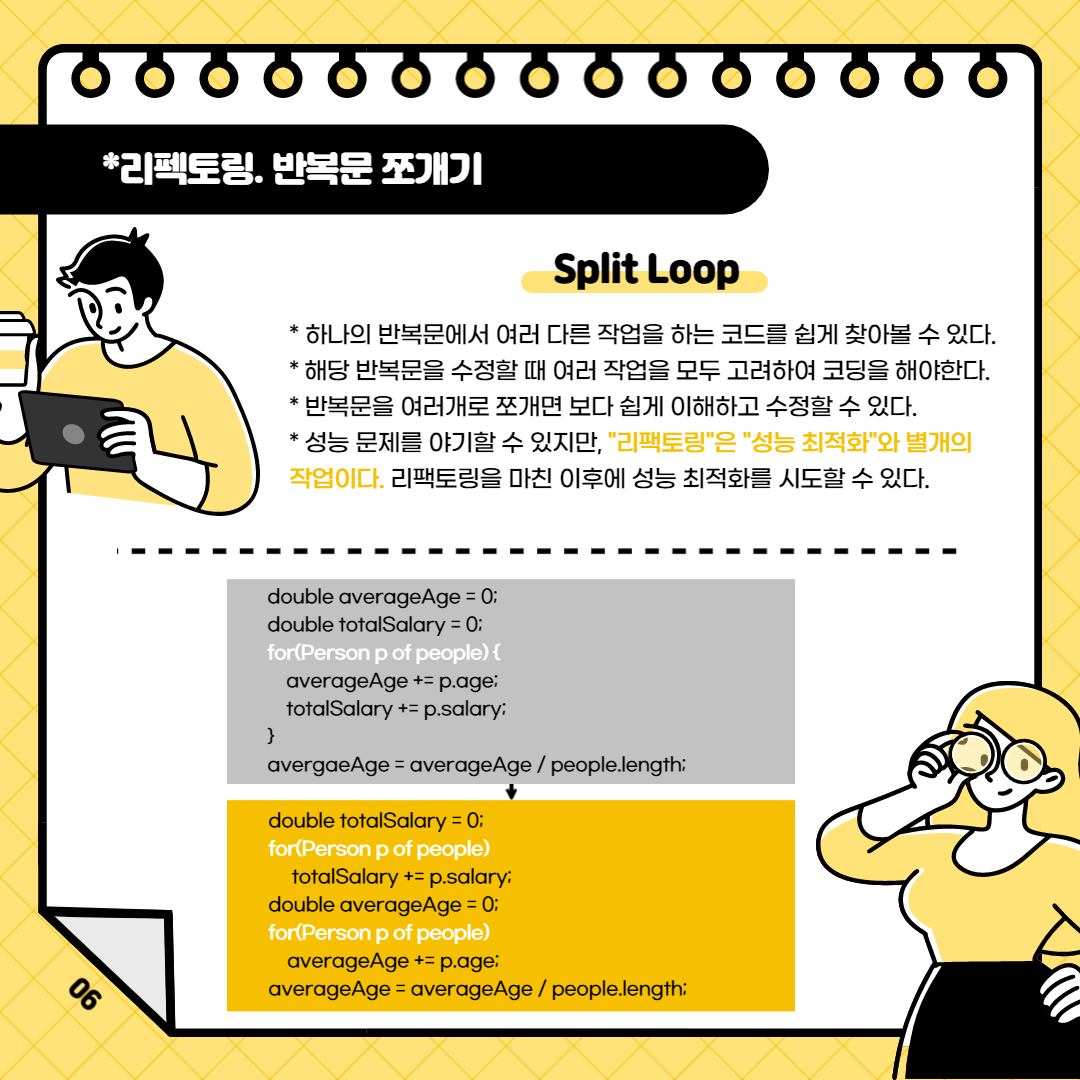 *리펙토링. 반복문 쪼개기
Split Loop
* 하나의 반복문에서 여러 다른 작업을 하는 코드를 쉽게 찾아볼 수 있다.
* 해당 반복문을 수정할 때 여러 작업을 모두 고려하여 코딩을 해야한다.
* 반복문을 여러개로 쪼개면 보다 쉽게 이해하고 수정할 수 있다.
* 성능 문제를 야기할 수 있지만, "리팩토링"은 "성능 최적화"와 별개의
작업이다. 리팩토링을 마친 이후에 성능 최적화를 시도할 수 있다.
double averageAge = 0;
double totalSalary = 0;
for(Person p of people) {
averageAge += p.age;
totalSalary += p.salary;
}
avergaeAge = averageAge / people.length;
double totalSalary = 0;
for(Person p of people)
totalSalary += p.salary;
double averageAge = 0;
for(Person p of people)
averageAge += p.age;
averageAge = averageAge / people.length;
06